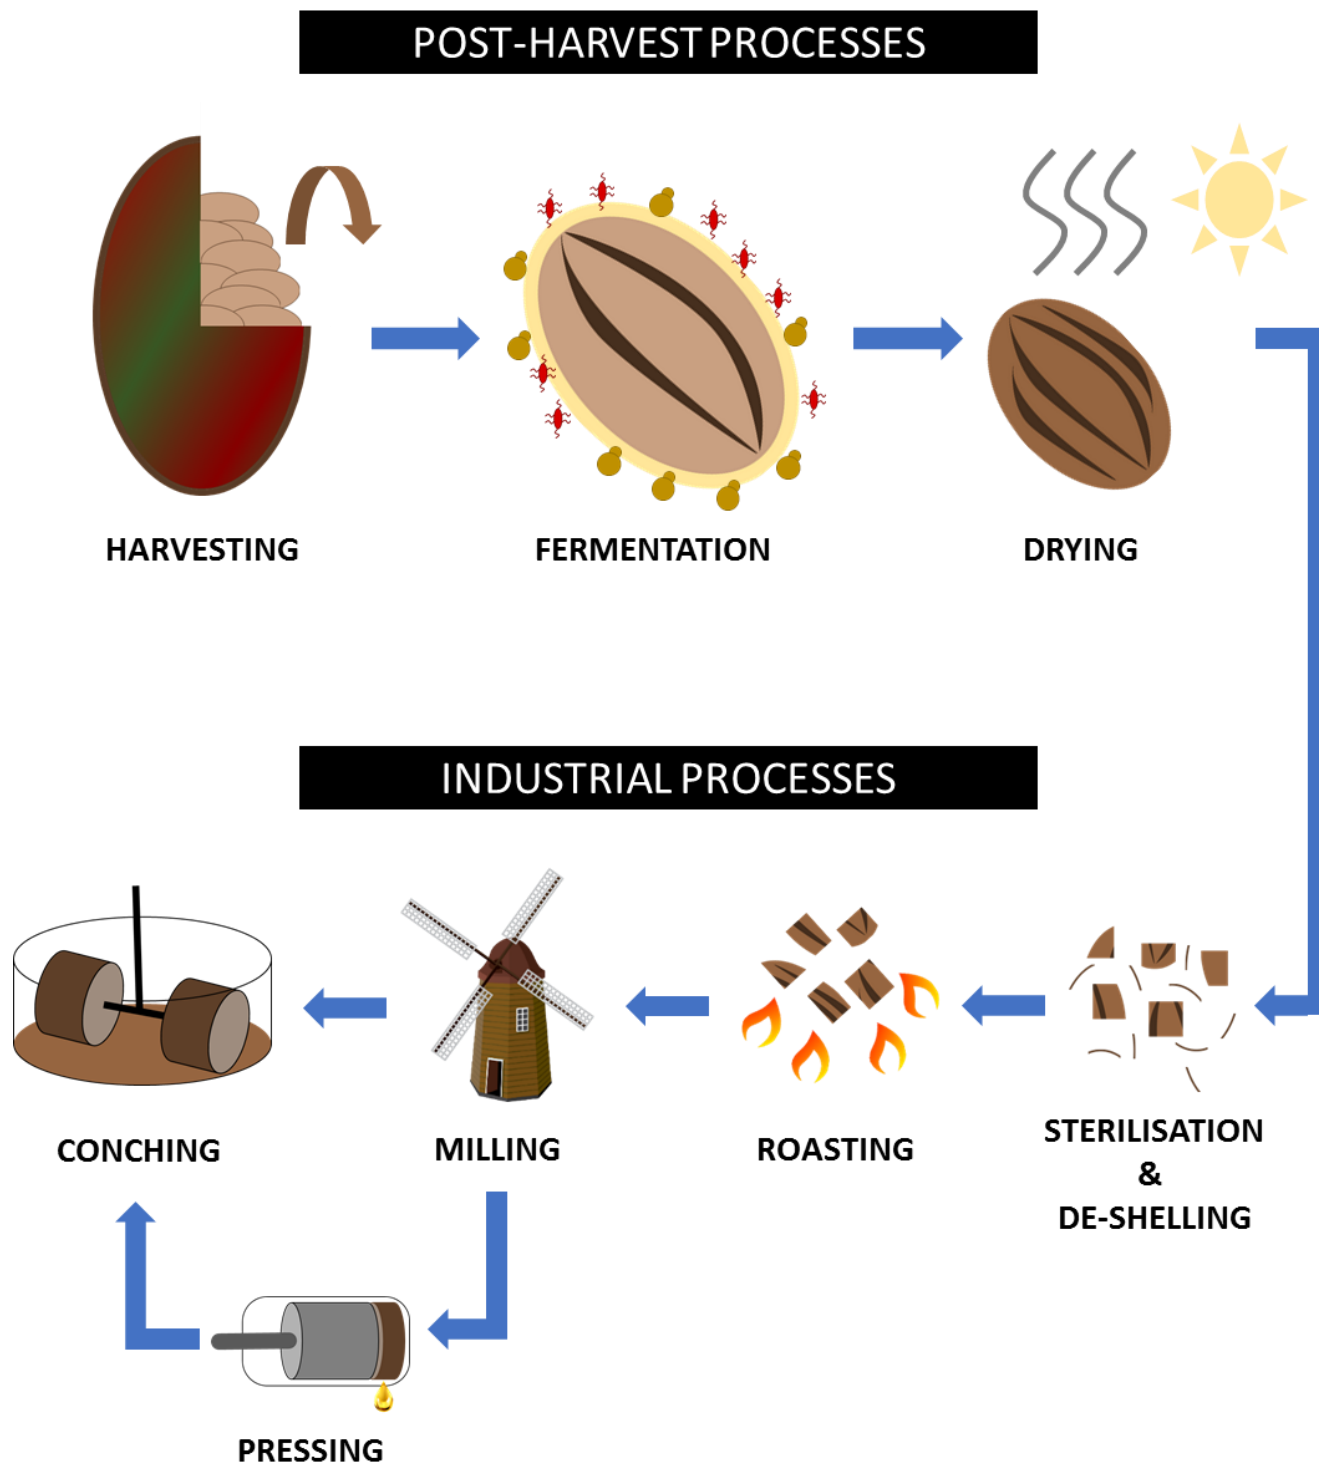 POST-HARVEST PROCESSES
HARVESTING
FERMENTATION
DRYING
INDUSTRIAL PROCESSES
CONCHING
MILLING
ROASTING
STERILISATION
&
DE-SHELLING
PRESSING